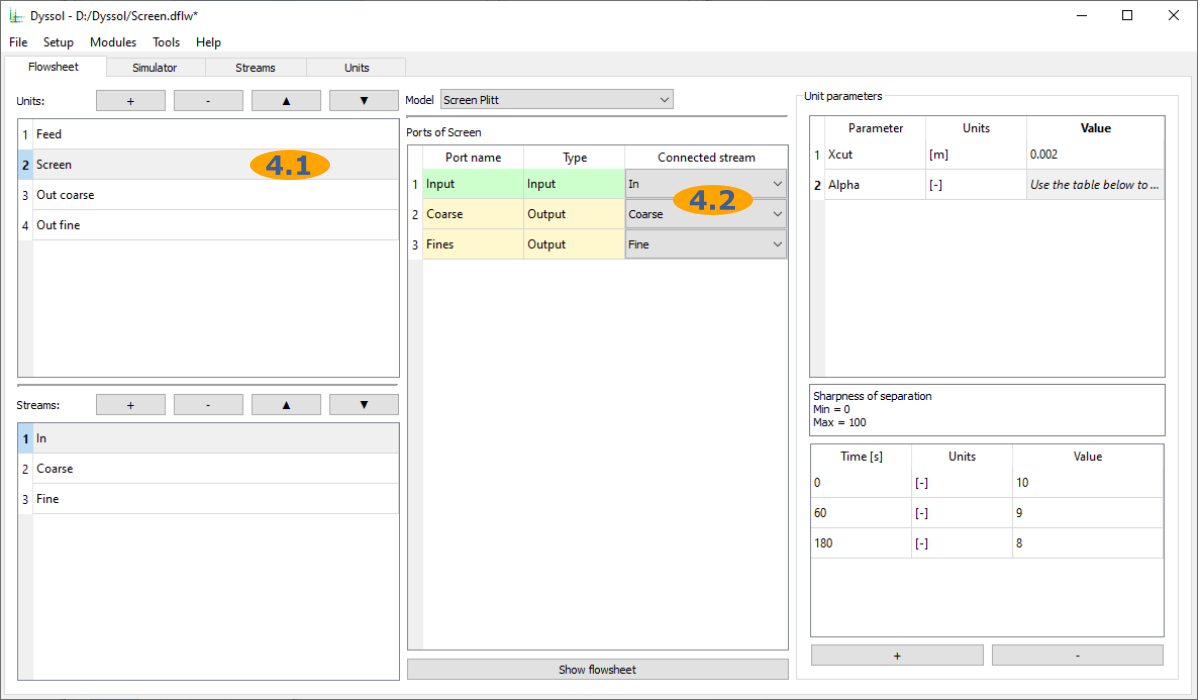 Dyssol - D:/Dyssol/Screen.dflw*
File Setup Modules Tools Help
Flowsheet Simulator Streams Units
Units: + - ▲ ▼
1 Feed
2 Screen
4.1
3 Out coarse
4 Out fine
Streams: + - ▲ ▼
1 In
2 Coarse
3 Fine
Model Screen Plitt
Ports of Screen
Port name Type Connected stream
1 Input Input In
4.2
2 Coarse Output Coarse
3 Fines Output Fine
Show flowsheet
Unit parameters
Parameter Units Value
1 Xcut [m] 0.002
2 Alpha [-] Use the table below to ...
Sharpness of separation
Min = 0
Max = 100
Time [s] Units Value
0 [-] 10
60 [-] 9
180 [-] 8
+ -